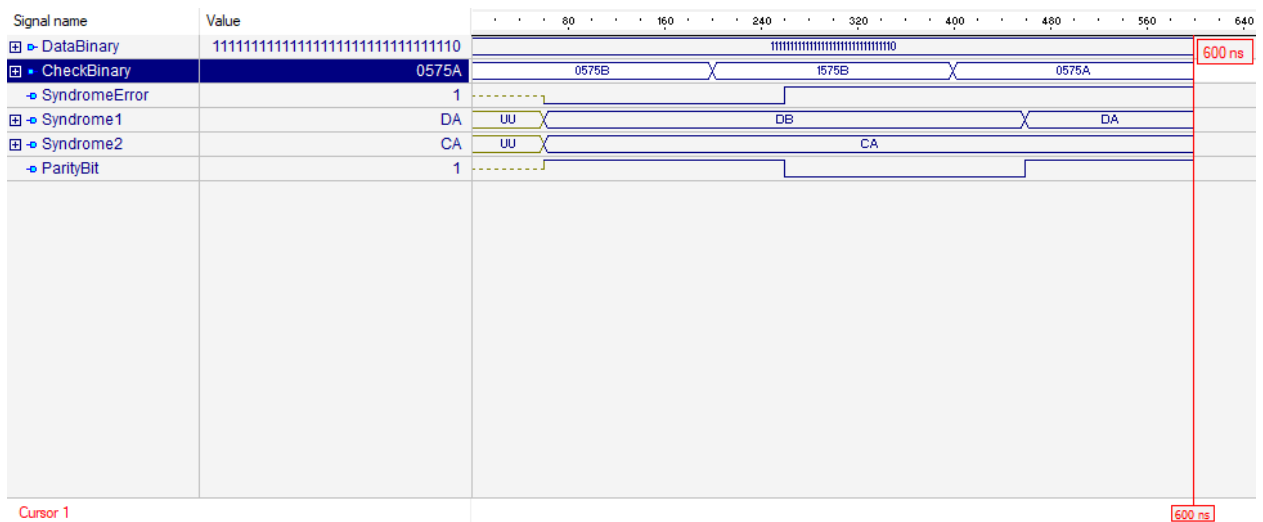 Signal name Value 80 160 240 320 400 480 560 640
DataBinary 11111111111111111111111111111110 11111111111111111111111111111110 600 ns
CheckBinary 0575A 0575B 1575B 0575A
SyndromeError 1
Syndrome1 DA UU DB DA
Syndrome2 CA UU CA
ParityBit 1
Cursor 1 600 ns